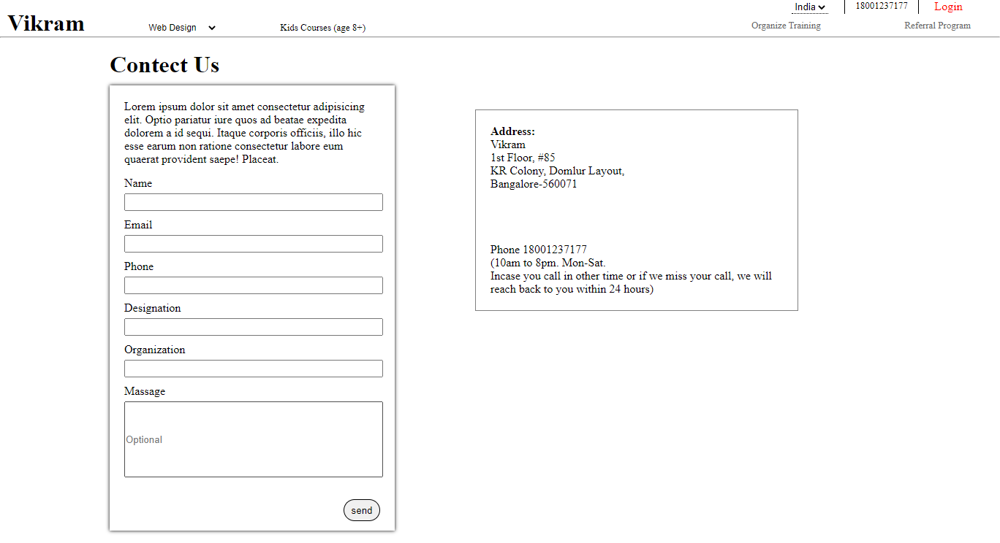 India
18001237177
Login
Vikram
Web Design
Kids Courses (age 8+)
Organize Training
Referral Program
Contect Us
Lorem ipsum dolor sit amet consectetur adipisicing
elit. Optio pariatur iure quos ad beatae expedita
dolorem a id sequi. Itaque corporis officiis, illo hic
esse earum non ratione consectetur labore eum
quaerat provident saepe! Placeat.
Name
Email
Phone
Designation
Organization
Massage
Optional
send
Address:
Vikram
1st Floor, #85
KR Colony, Domlur Layout,
Bangalore-560071
Phone 18001237177
(10am to 8pm. Mon-Sat.
Incase you call in other time or if we miss your call, we will
reach back to you within 24 hours)